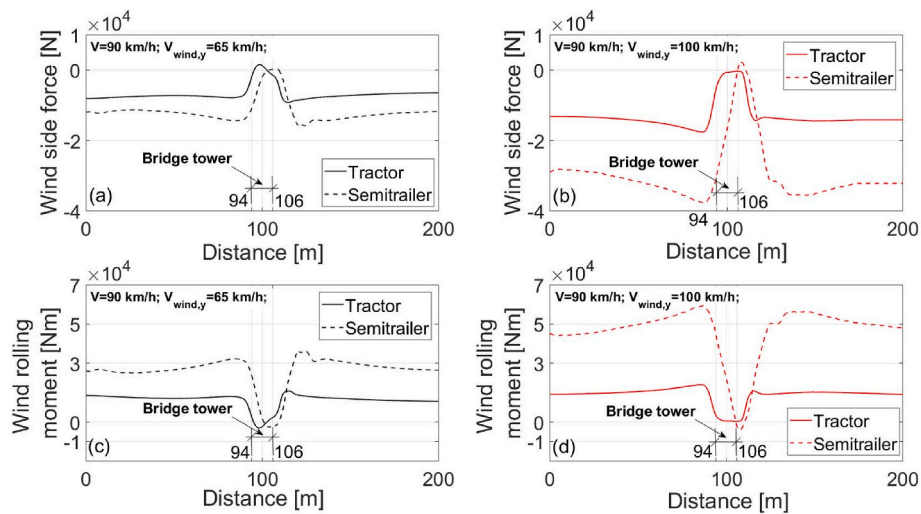 ×10⁴
V=90 km/h; V_wind,y=65 km/h;
Wind side force [N]
0
-2
-4
Bridge tower
Tractor
Semitrailer
(a)
94
106
0
100
200
Distance [m]
×10⁴
V=90 km/h; V_wind,y=100 km/h;
Tractor
Semitrailer
Wind side force [N]
0
-2
-4
Bridge tower
(b)
94
106
0
100
200
Distance [m]
×10⁴
7
V=90 km/h; V_wind,y=65 km/h;
Tractor
Semitrailer
Wind rolling
moment [Nm]
5
3
0
-1
Bridge tower
(c)
94
106
0
100
200
Distance [m]
×10⁴
7
V=90 km/h; V_wind,y=100 km/h;
Wind rolling
moment [Nm]
5
3
0
-1
Bridge tower
Tractor
Semitrailer
(d)
94
106
0
100
200
Distance [m]